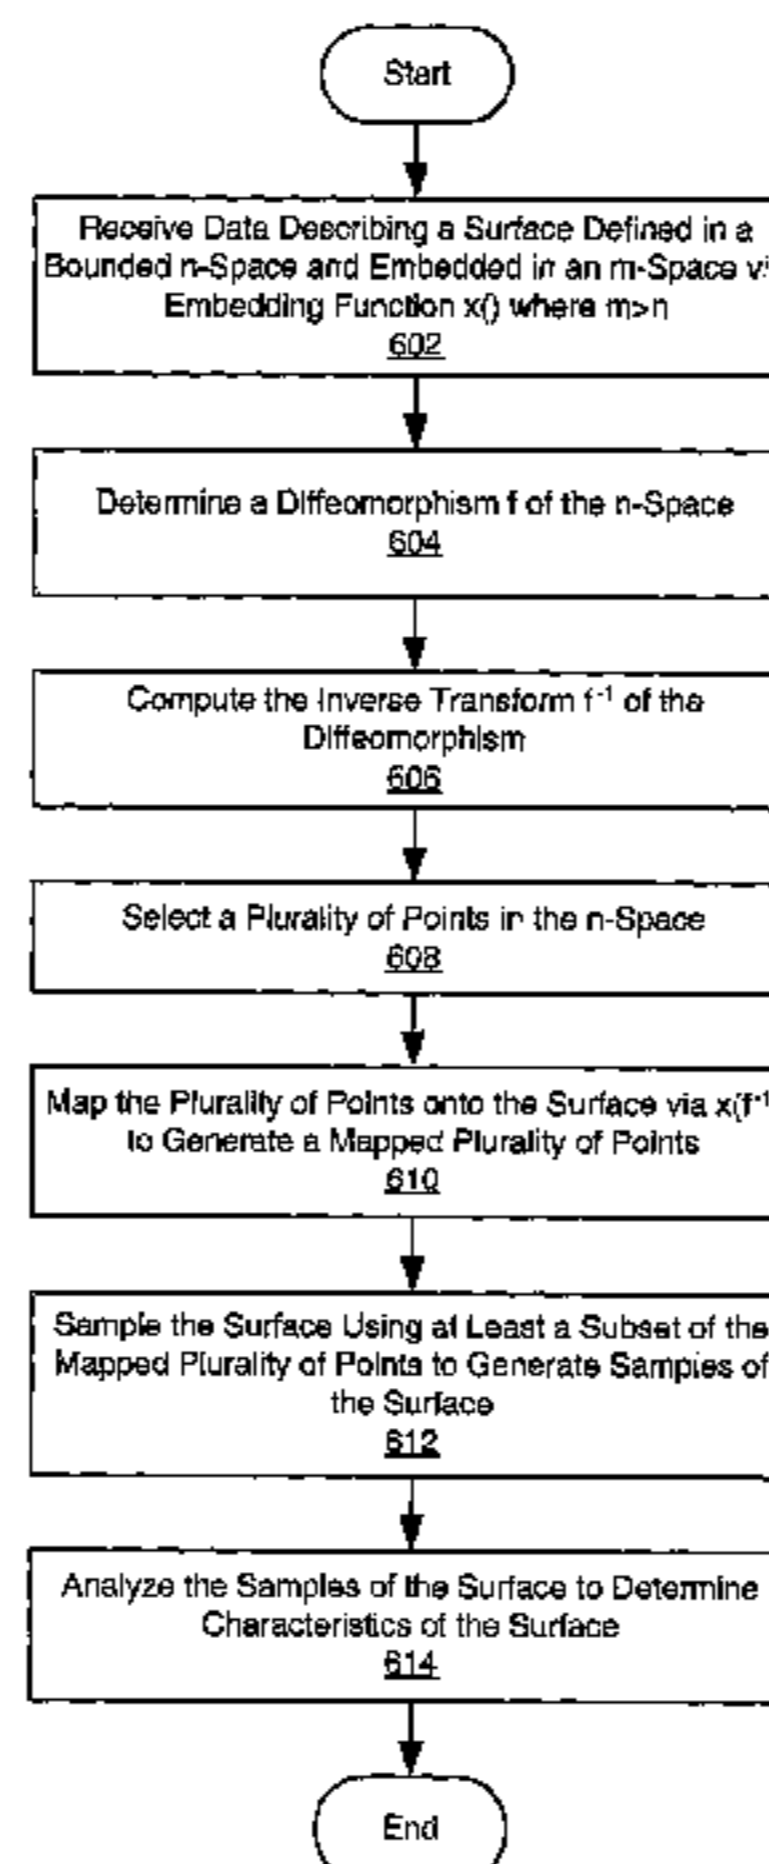 Start
Receive Data Describing a Surface Defined in a
Bounded n-Space and Embedded in an m-Space
Embedding Function x() where m>n
602
Determine a Diffeomorphism f of the n-Space
604
Compute the Inverse Transform f⁻¹ of the
Diffeomorphism
606
Select a Plurality of Points in the n-Space
608
Map the Plurality of Points onto the Surface via x(f⁻¹
to Generate a Mapped Plurality of Points
610
Sample the Surface Using at Least a Subset of the
Mapped Plurality of Points to Generate Samples of
the Surface
612
Analyze the Samples of the Surface to Determine
Characteristics of the Surface
614
End